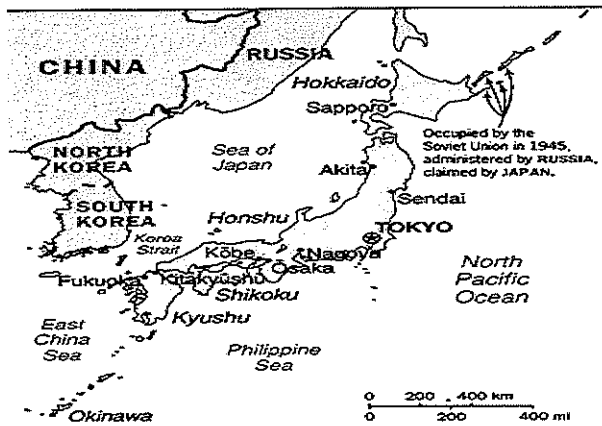 CHINA
RUSSIA
Hokkaido
Sapporo
Occupied by the
Soviet Union in 1945,
administered by RUSSIA,
claimed by JAPAN.
NORTH
KOREA
Sea of
Japan
Akita
Sendai
SOUTH
KOREA
Honshu
TOKYO
Korea
Strait
Kōbe
Nagoya
Osaka
Fukuoka
Kitakyūshū
Shikoku
North
Pacific
Ocean
Kyushu
East
China
Sea
Philippine
Sea
Okinawa
0 200 400 km
0 200 400 mi